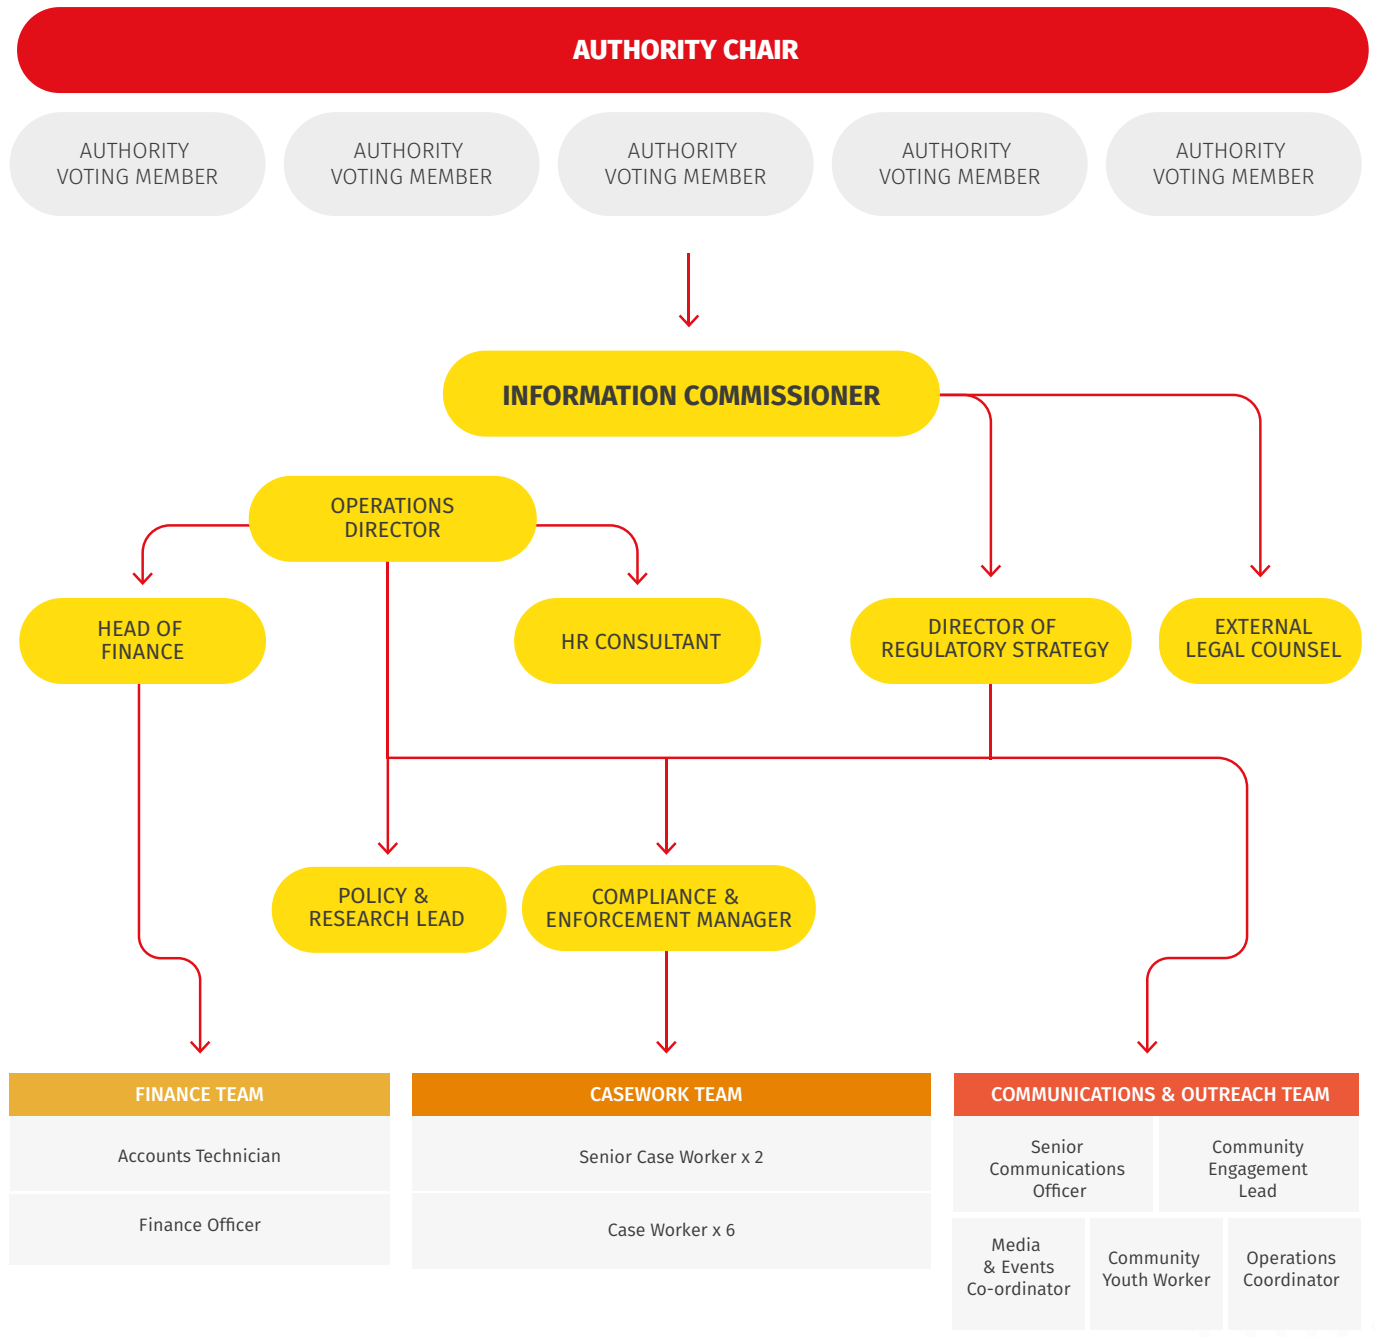 AUTHORITY CHAIR
AUTHORITY
VOTING MEMBER
AUTHORITY
VOTING MEMBER
AUTHORITY
VOTING MEMBER
AUTHORITY
VOTING MEMBER
AUTHORITY
VOTING MEMBER
INFORMATION COMMISSIONER
OPERATIONS
DIRECTOR
HEAD OF
FINANCE
HR CONSULTANT
DIRECTOR OF
REGULATORY STRATEGY
EXTERNAL
LEGAL COUNSEL
POLICY &
RESEARCH LEAD
COMPLIANCE &
ENFORCEMENT MANAGER
FINANCE TEAM
Accounts Technician
Finance Officer
CASEWORK TEAM
Senior Case Worker x 2
Case Worker x 6
COMMUNICATIONS & OUTREACH TEAM
Senior
Communications
Officer
Community
Engagement
Lead
Media
& Events
Co-ordinator
Community
Youth Worker
Operations
Coordinator